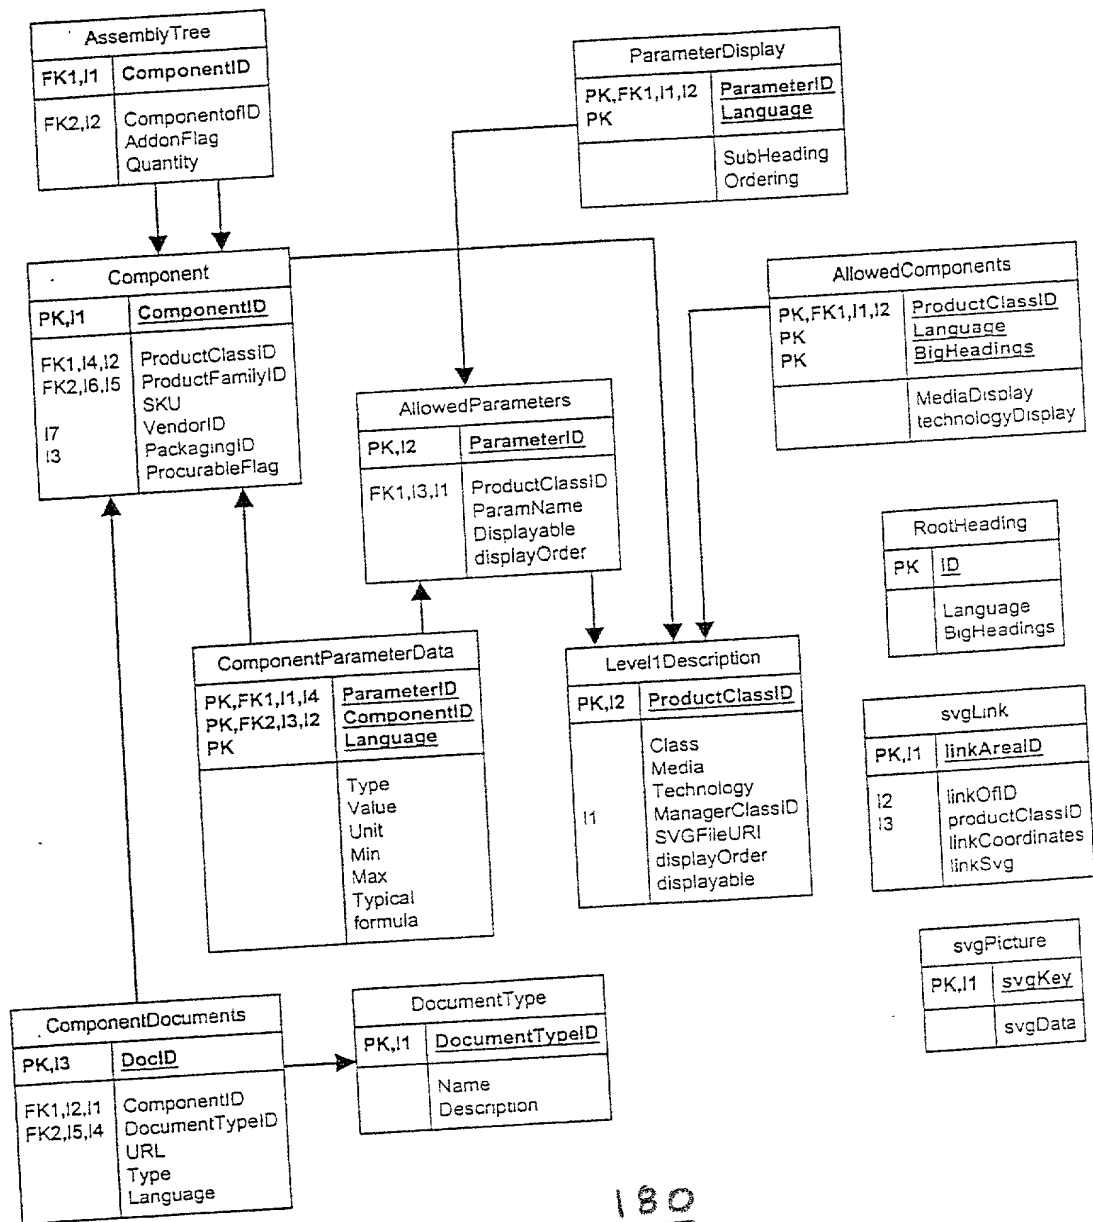 AssemblyTree
FK1,I1 ComponentID
FK2,I2 ComponentofID
AddonFlag
Quantity
ParameterDisplay
PK,FK1,I1,I2 ParameterID
PK Language
SubHeading
Ordering
Component
PK,I1 ComponentID
FK1,I4,I2 ProductClassID
FK2,I6,I5 ProductFamilyID
SKU
I7 VendorID
I3 PackagingID
ProcurableFlag
AllowedComponents
PK,FK1,I1,I2 ProductClassID
PK Language
PK BigHeadings
MediaDisplay
technologyDisplay
AllowedParameters
PK,I2 ParameterID
FK1,I3,I1 ProductClassID
ParamName
Displayable
displayOrder
RootHeading
PK ID
Language
BigHeadings
ComponentParameterData
PK,FK1,I1,I4 ParameterID
PK,FK2,I3,I2 ComponentID
PK Language
Type
Value
Unit
Min
Max
Typical
formula
Level1Description
PK,I2 ProductClassID
Class
Media
Technology
I1 ManagerClassID
SVGFileURI
displayOrder
displayable
svgLink
PK,I1 linkAreaID
I2 linkOfID
I3 productClassID
linkCoordinates
linkSvg
svgPicture
PK,I1 svgKey
svgData
ComponentDocuments
PK,I3 DocID
FK1,I2,I1 ComponentID
FK2,I5,I4 DocumentTypeID
URL
Type
Language
DocumentType
PK,I1 DocumentTypeID
Name
Description
180